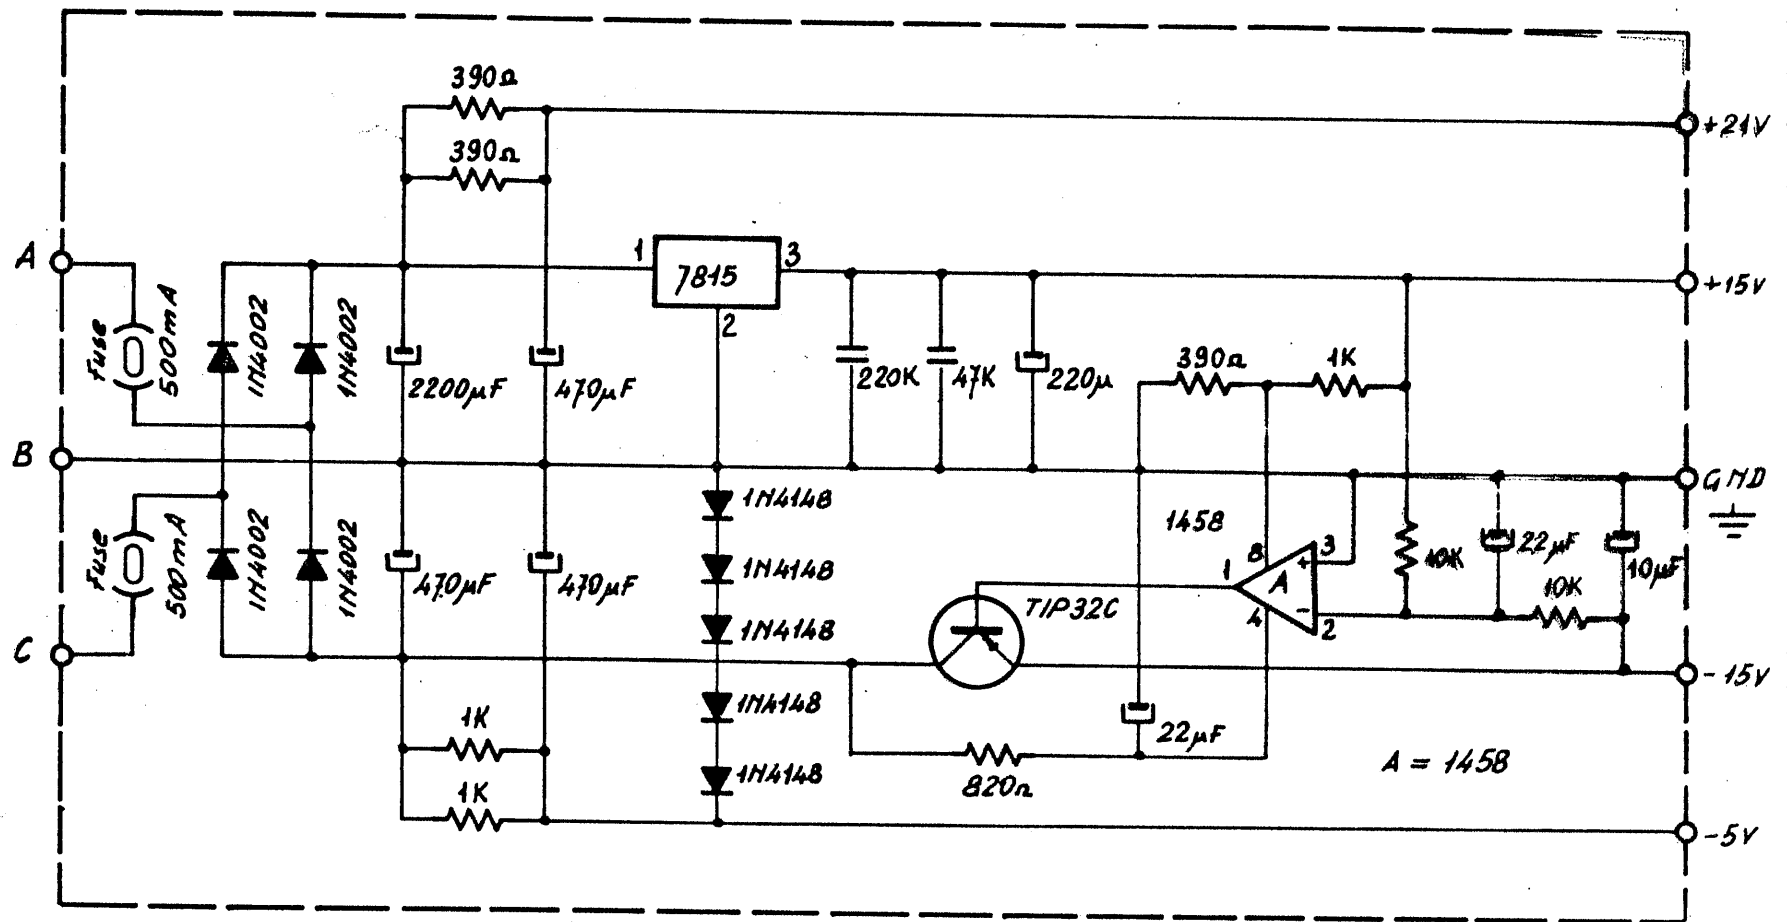 390Ω
390Ω
+21V
A
1
7815
3
2
+15V
Fuse
500mA
1N4002
1N4002
2200µF
470µF
220K
47K
220µ
390Ω
1K
B
GND
1N4148
1458
8
3
+
1
A
-
4
2
10K
22µF
10K
10µF
Fuse
500mA
1N4002
1N4002
470µF
470µF
1N4148
1N4148
TIP32C
C
-15V
1N4148
1K
22µF
1N4148
820Ω
A = 1458
1K
-5V